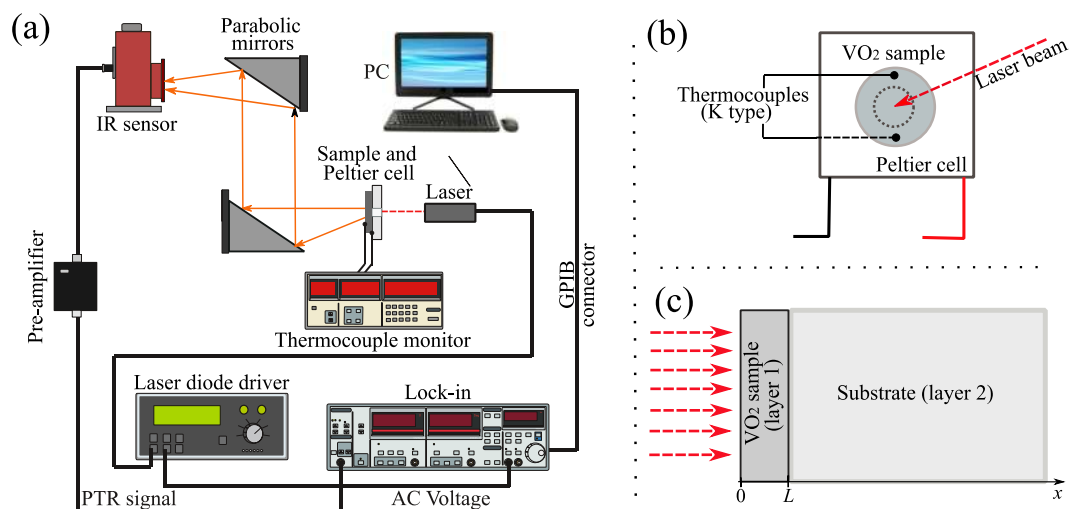 (a)
Parabolic
mirrors
PC
IR sensor
Sample and
Peltier cell
Laser
Pre-amplifier
GPIB
connector
Thermocouple monitor
Laser diode driver
Lock-in
PTR signal
AC Voltage
(b)
VO₂ sample
Laser beam
Thermocouples
(K type)
Peltier cell
(c)
VO₂ sample
(layer 1)
Substrate (layer 2)
0
L
x